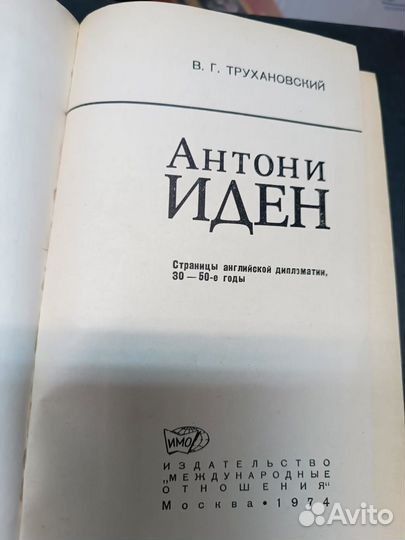 В. Г. ТРУХАНОВСКИЙ
АНТОНИ
ИДЕН
Страницы английской дипломатии,
30—50-е годы
ИМО
ИЗДАТЕЛЬСТВО
„МЕЖДУНАРОДНЫЕ
ОТНОШЕНИЯ"
Москва • 1974
Avito